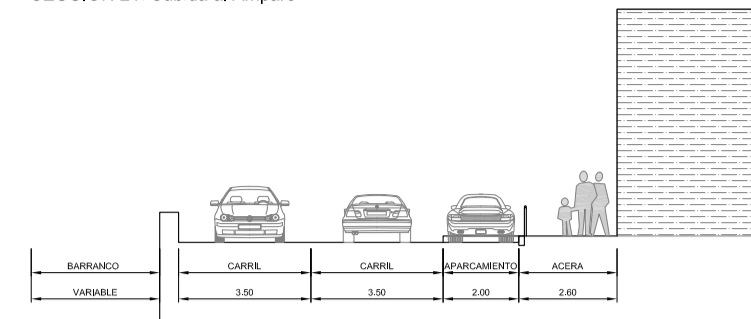 BARRANCO CARRIL CARRIL APARCAMIENTO ACERA
VARIABLE 3.50 3.50 2.00 2.60